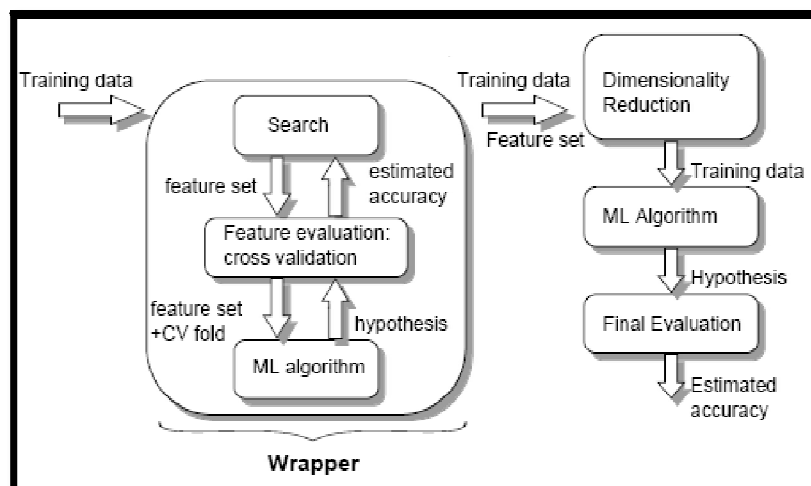 Training data
Search
feature set
estimated
accuracy
Feature evaluation:
cross validation
feature set
+CV fold
hypothesis
ML algorithm
Wrapper
Training data
Feature set
Dimensionality
Reduction
Training data
ML Algorithm
Hypothesis
Final Evaluation
Estimated
accuracy